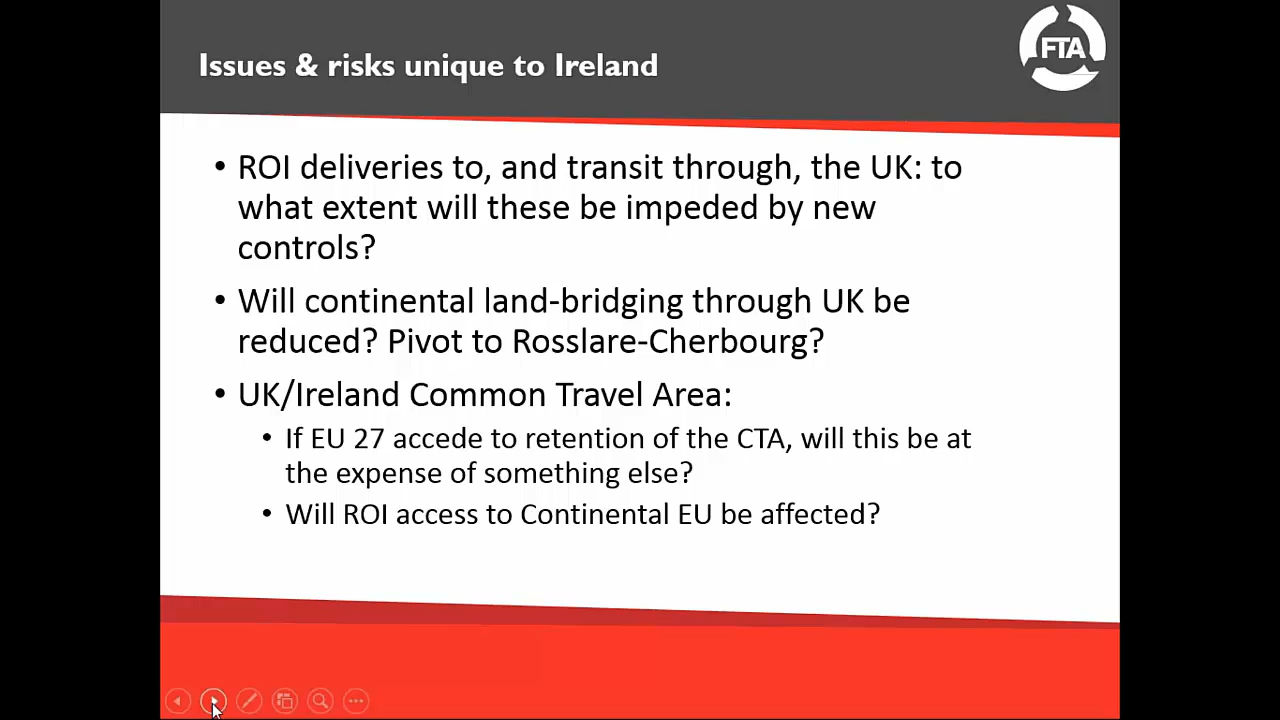 Issues & risks unique to Ireland
FTA
• ROI deliveries to, and transit through, the UK: to
what extent will these be impeded by new
controls?
• Will continental land-bridging through UK be
reduced? Pivot to Rosslare-Cherbourg?
• UK/Ireland Common Travel Area:
• If EU 27 accede to retention of the CTA, will this be at
the expense of something else?
• Will ROI access to Continental EU be affected?